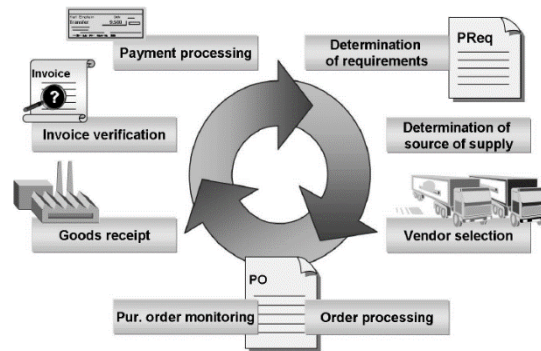 Payment processing
Determination
of requirements
PReq
Invoice
?
Invoice verification
Determination of
source of supply
Goods receipt
Vendor selection
PO
Pur. order monitoring
Order processing